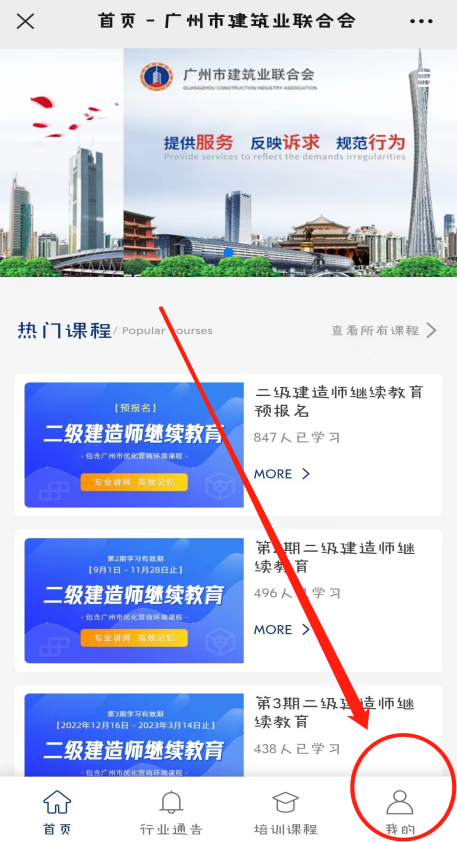 首页 - 广州市建筑业联合会
广州市建筑业联合会
GUANGZHOU CONSTRUCTION INDUSTRY ASSOCIATION
提供服务 反映诉求 规范行为
Provide services to reflect the demands irregularities
热门课程/ Popular courses
查看所有课程
【预报名】
二级建造师继续教育
- 包含广州市优化营商环境课程 -
专业讲师 高效记忆
二级建造师继续教育
预报名
847人已学习
MORE
第2期学习有效期
【9月1日 - 11月28日止】
二级建造师继续教育
- 包含广州市优化营商环境课程 -
专业讲师 高效记忆
第2期二级建造师继
续教育
496人已学习
MORE
第3期学习有效期
【2022年12月16日 - 2023年3月14日止】
二级建造师继续教育
- 包含广州市优化营商环境课程 -
第3期二级建造师继
续教育
438人已学习
首页
行业通告
培训课程
我的